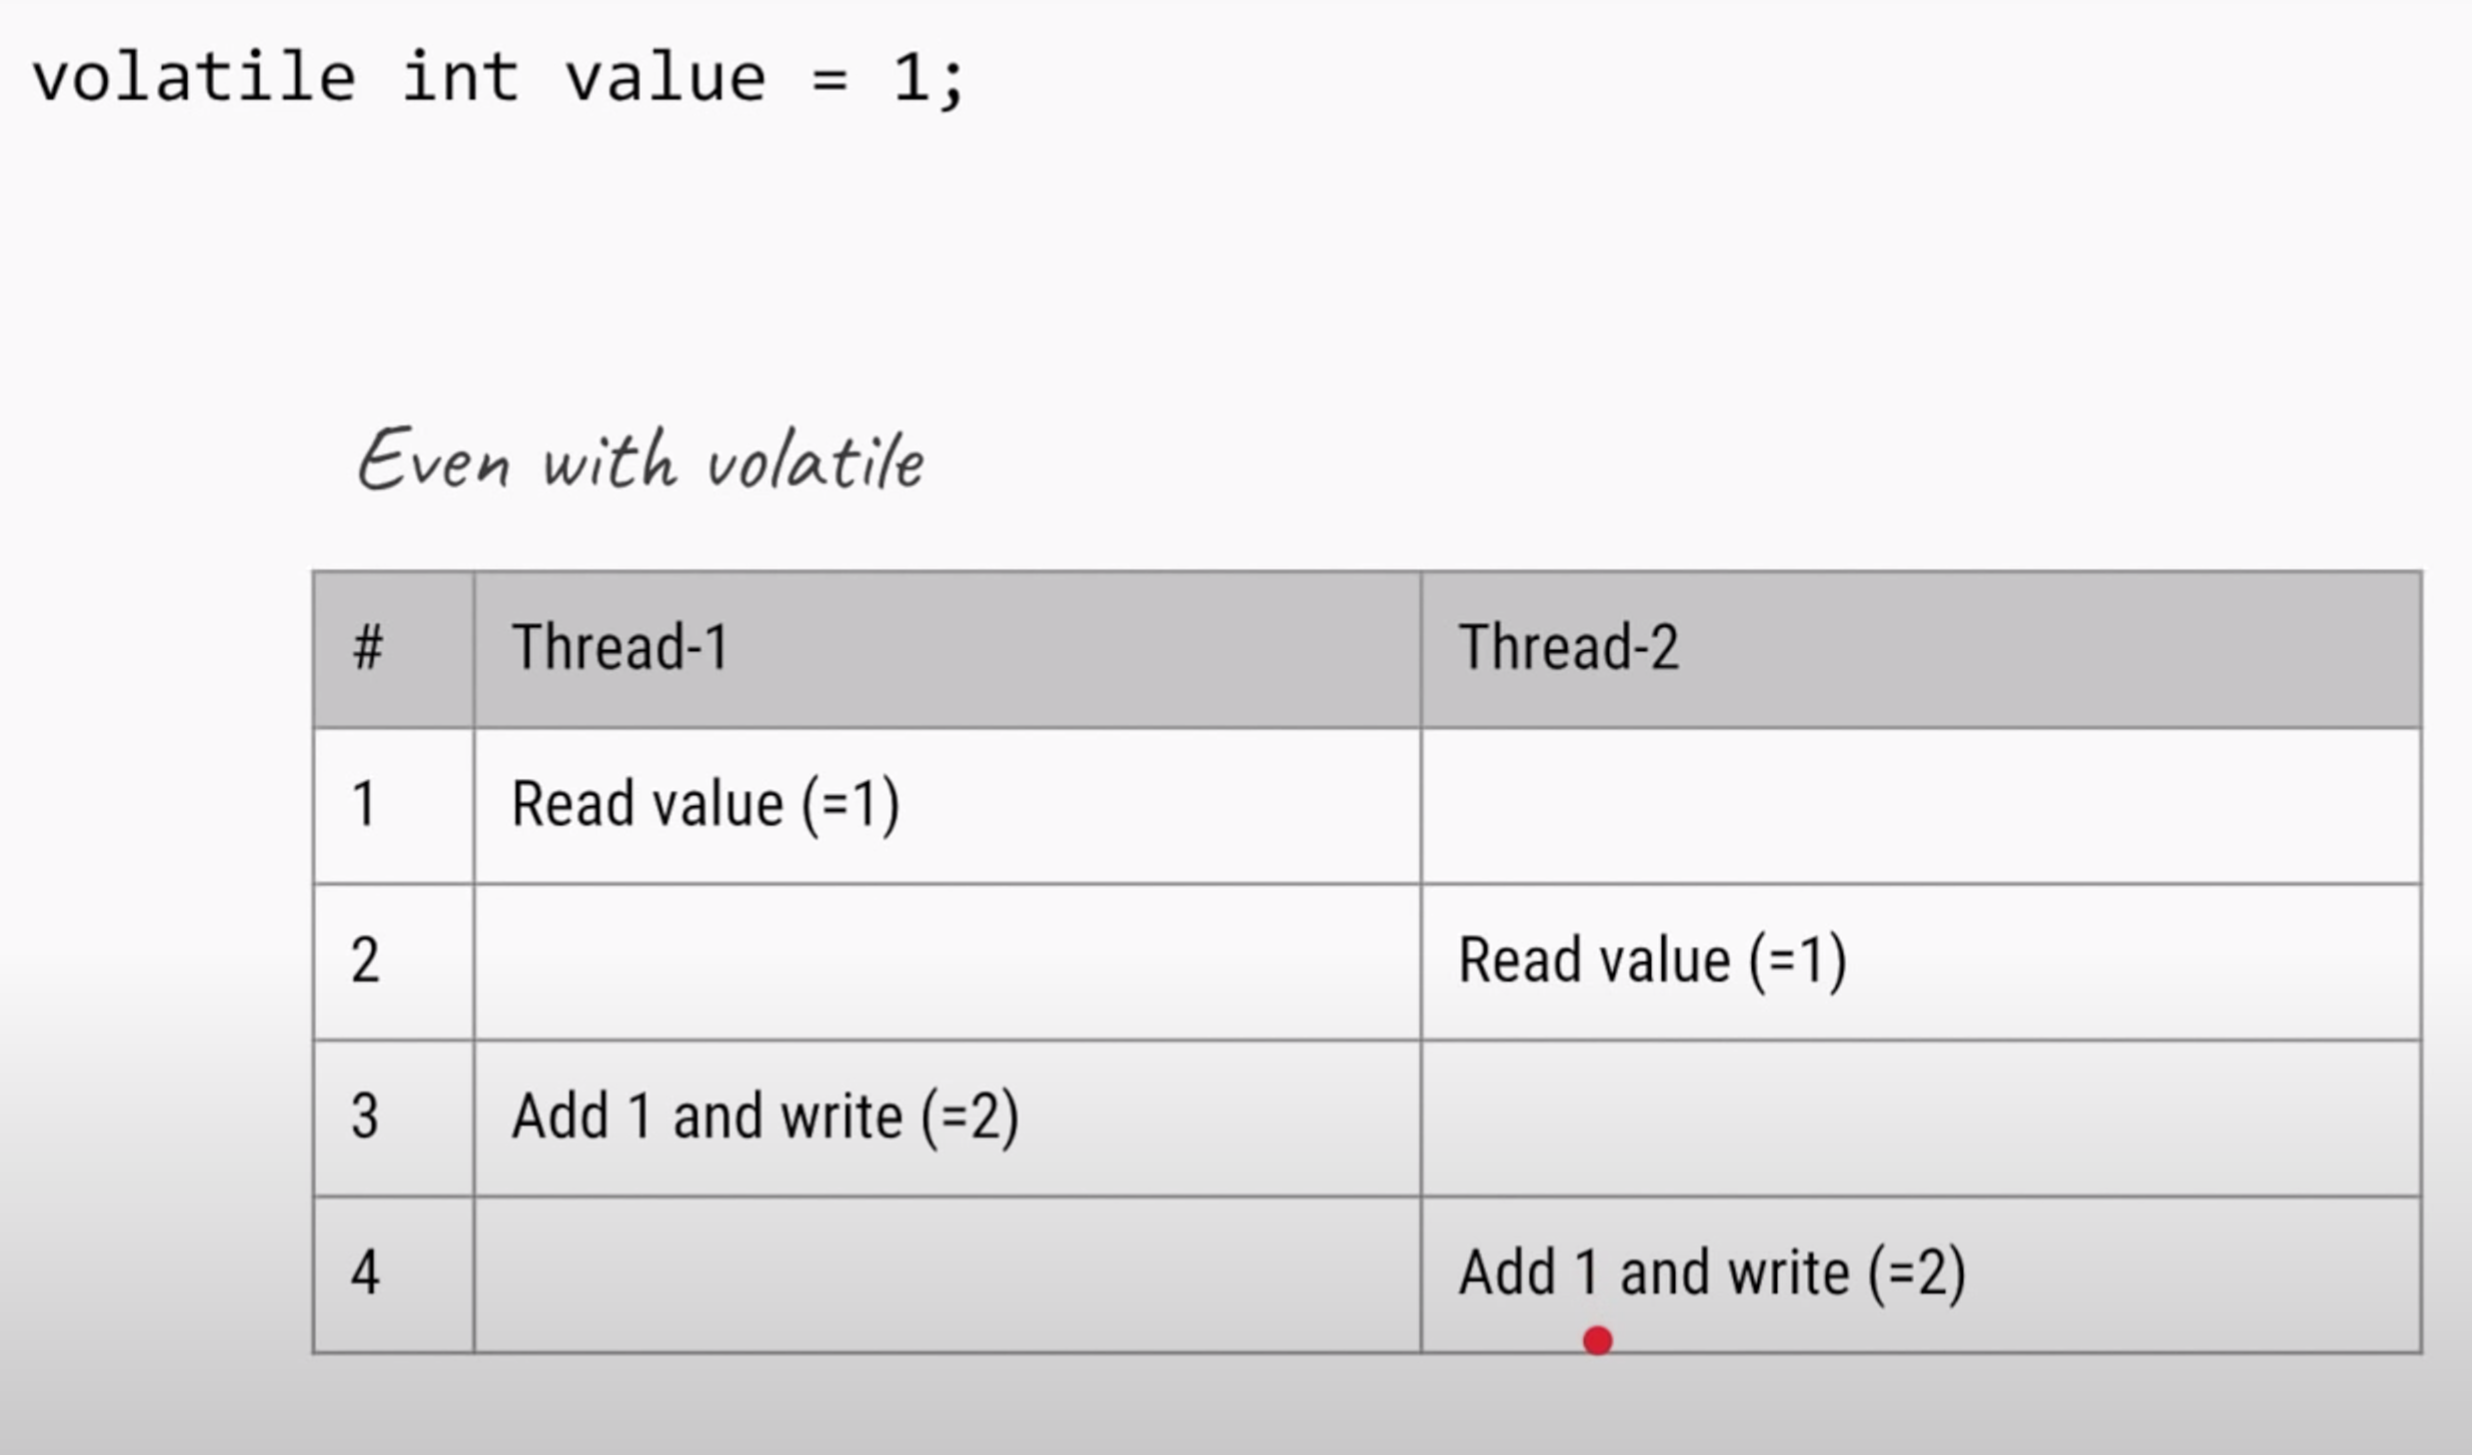 volatile int value = 1;
Even with volatile
# Thread-1 Thread-2
1 Read value (=1)
2 Read value (=1)
3 Add 1 and write (=2)
4 Add 1 and write (=2)